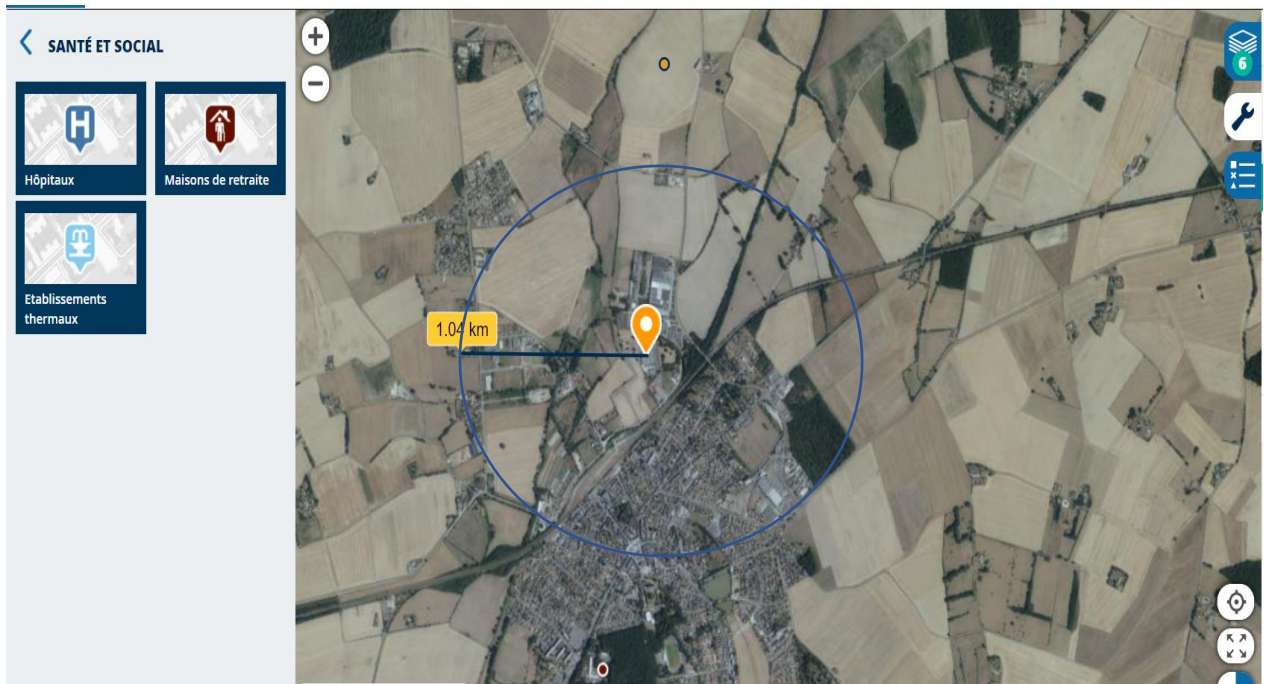 SANTÉ ET SOCIAL
Hôpitaux
Maisons de retraite
Etablissements
thermaux
1.04 km
6